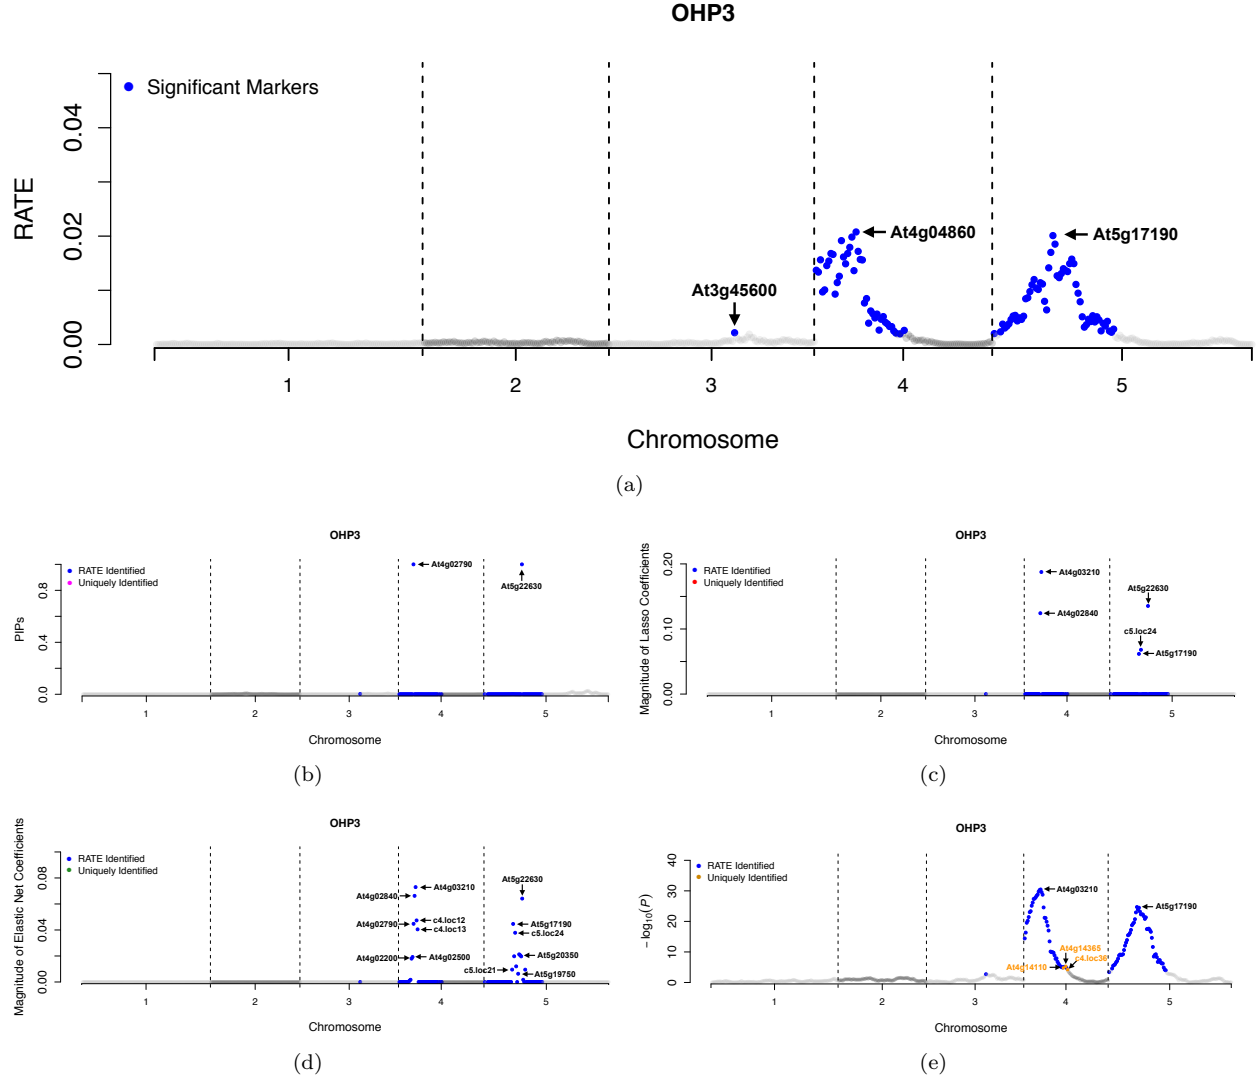 OHP3
Significant Markers
RATE
0.04
0.02
0.00
At4g04860
At5g17190
At3g45600
1 2 3 4 5
Chromosome
(a)
OHP3
RATE Identified
Uniquely Identified
PIPs
0.8
0.4
0.0
At4g02790
At5g22630
1 2 3 4 5
Chromosome
(b)
OHP3
RATE Identified
Uniquely Identified
Magnitude of Lasso Coefficients
0.20
0.10
0.00
At4g03210
At4g02840
At5g22630
c5.loc24
At5g17190
1 2 3 4 5
Chromosome
(c)
OHP3
RATE Identified
Uniquely Identified
Magnitude of Elastic Net Coefficients
0.08
0.04
0.00
At4g03210
At4g02840
At4g02790
c4.loc12
c4.loc13
At4g02200
At4g02500
At5g22630
At5g17190
c5.loc24
At5g20350
c5.loc21
At5g19750
1 2 3 4 5
Chromosome
(d)
OHP3
RATE Identified
Uniquely Identified
−log10(P)
40
30
20
10
0
At4g03210
At5g17190
At4g14365
c4.loc36
At4g14110
1 2 3 4 5
Chromosome
(e)